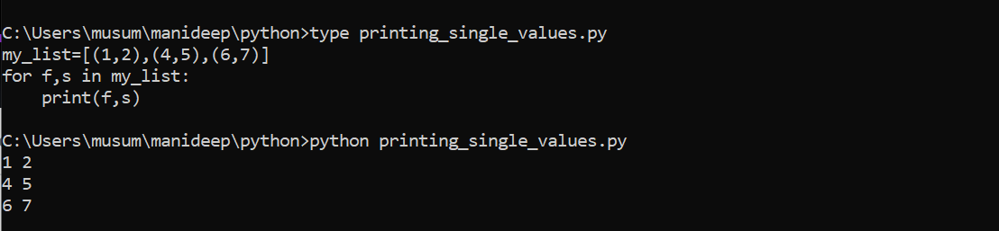 C:\Users\musum\manideep\python>type printing_single_values.py
my_list=[(1,2),(4,5),(6,7)]
for f,s in my_list:
    print(f,s)
C:\Users\musum\manideep\python>python printing_single_values.py
1 2
4 5
6 7